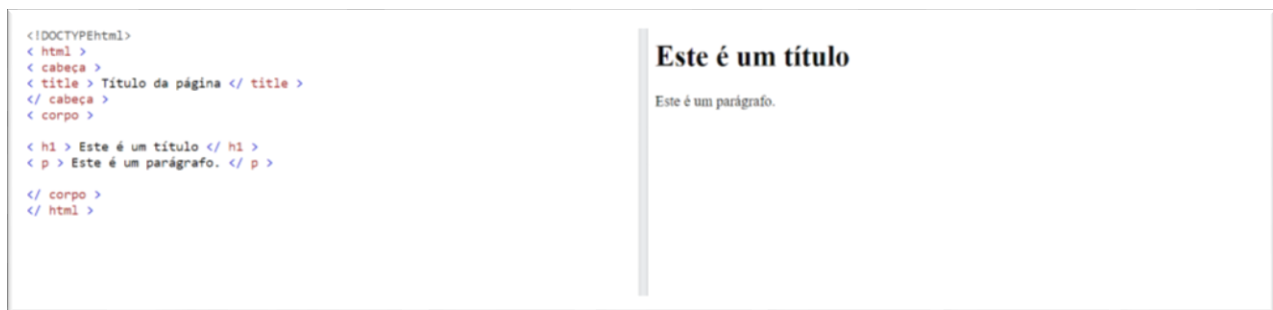 <!DOCTYPEhtml>
< html >
< cabeça >
< title > Título da página </ title >
</ cabeça >
< corpo >
< h1 > Este é um título </ h1 >
< p > Este é um parágrafo. </ p >
</ corpo >
</ html >
Este é um título
Este é um parágrafo.